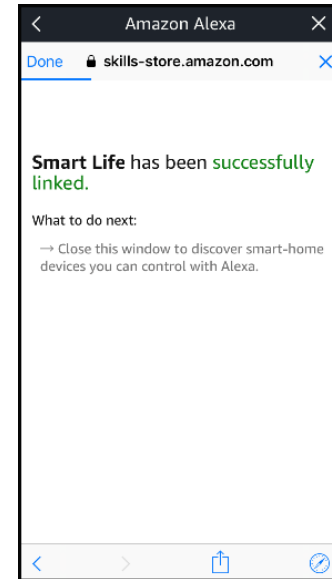 Amazon Alexa
Done skills-store.amazon.com
Smart Life has been successfully
linked.
What to do next:
→ Close this window to discover smart-home
devices you can control with Alexa.